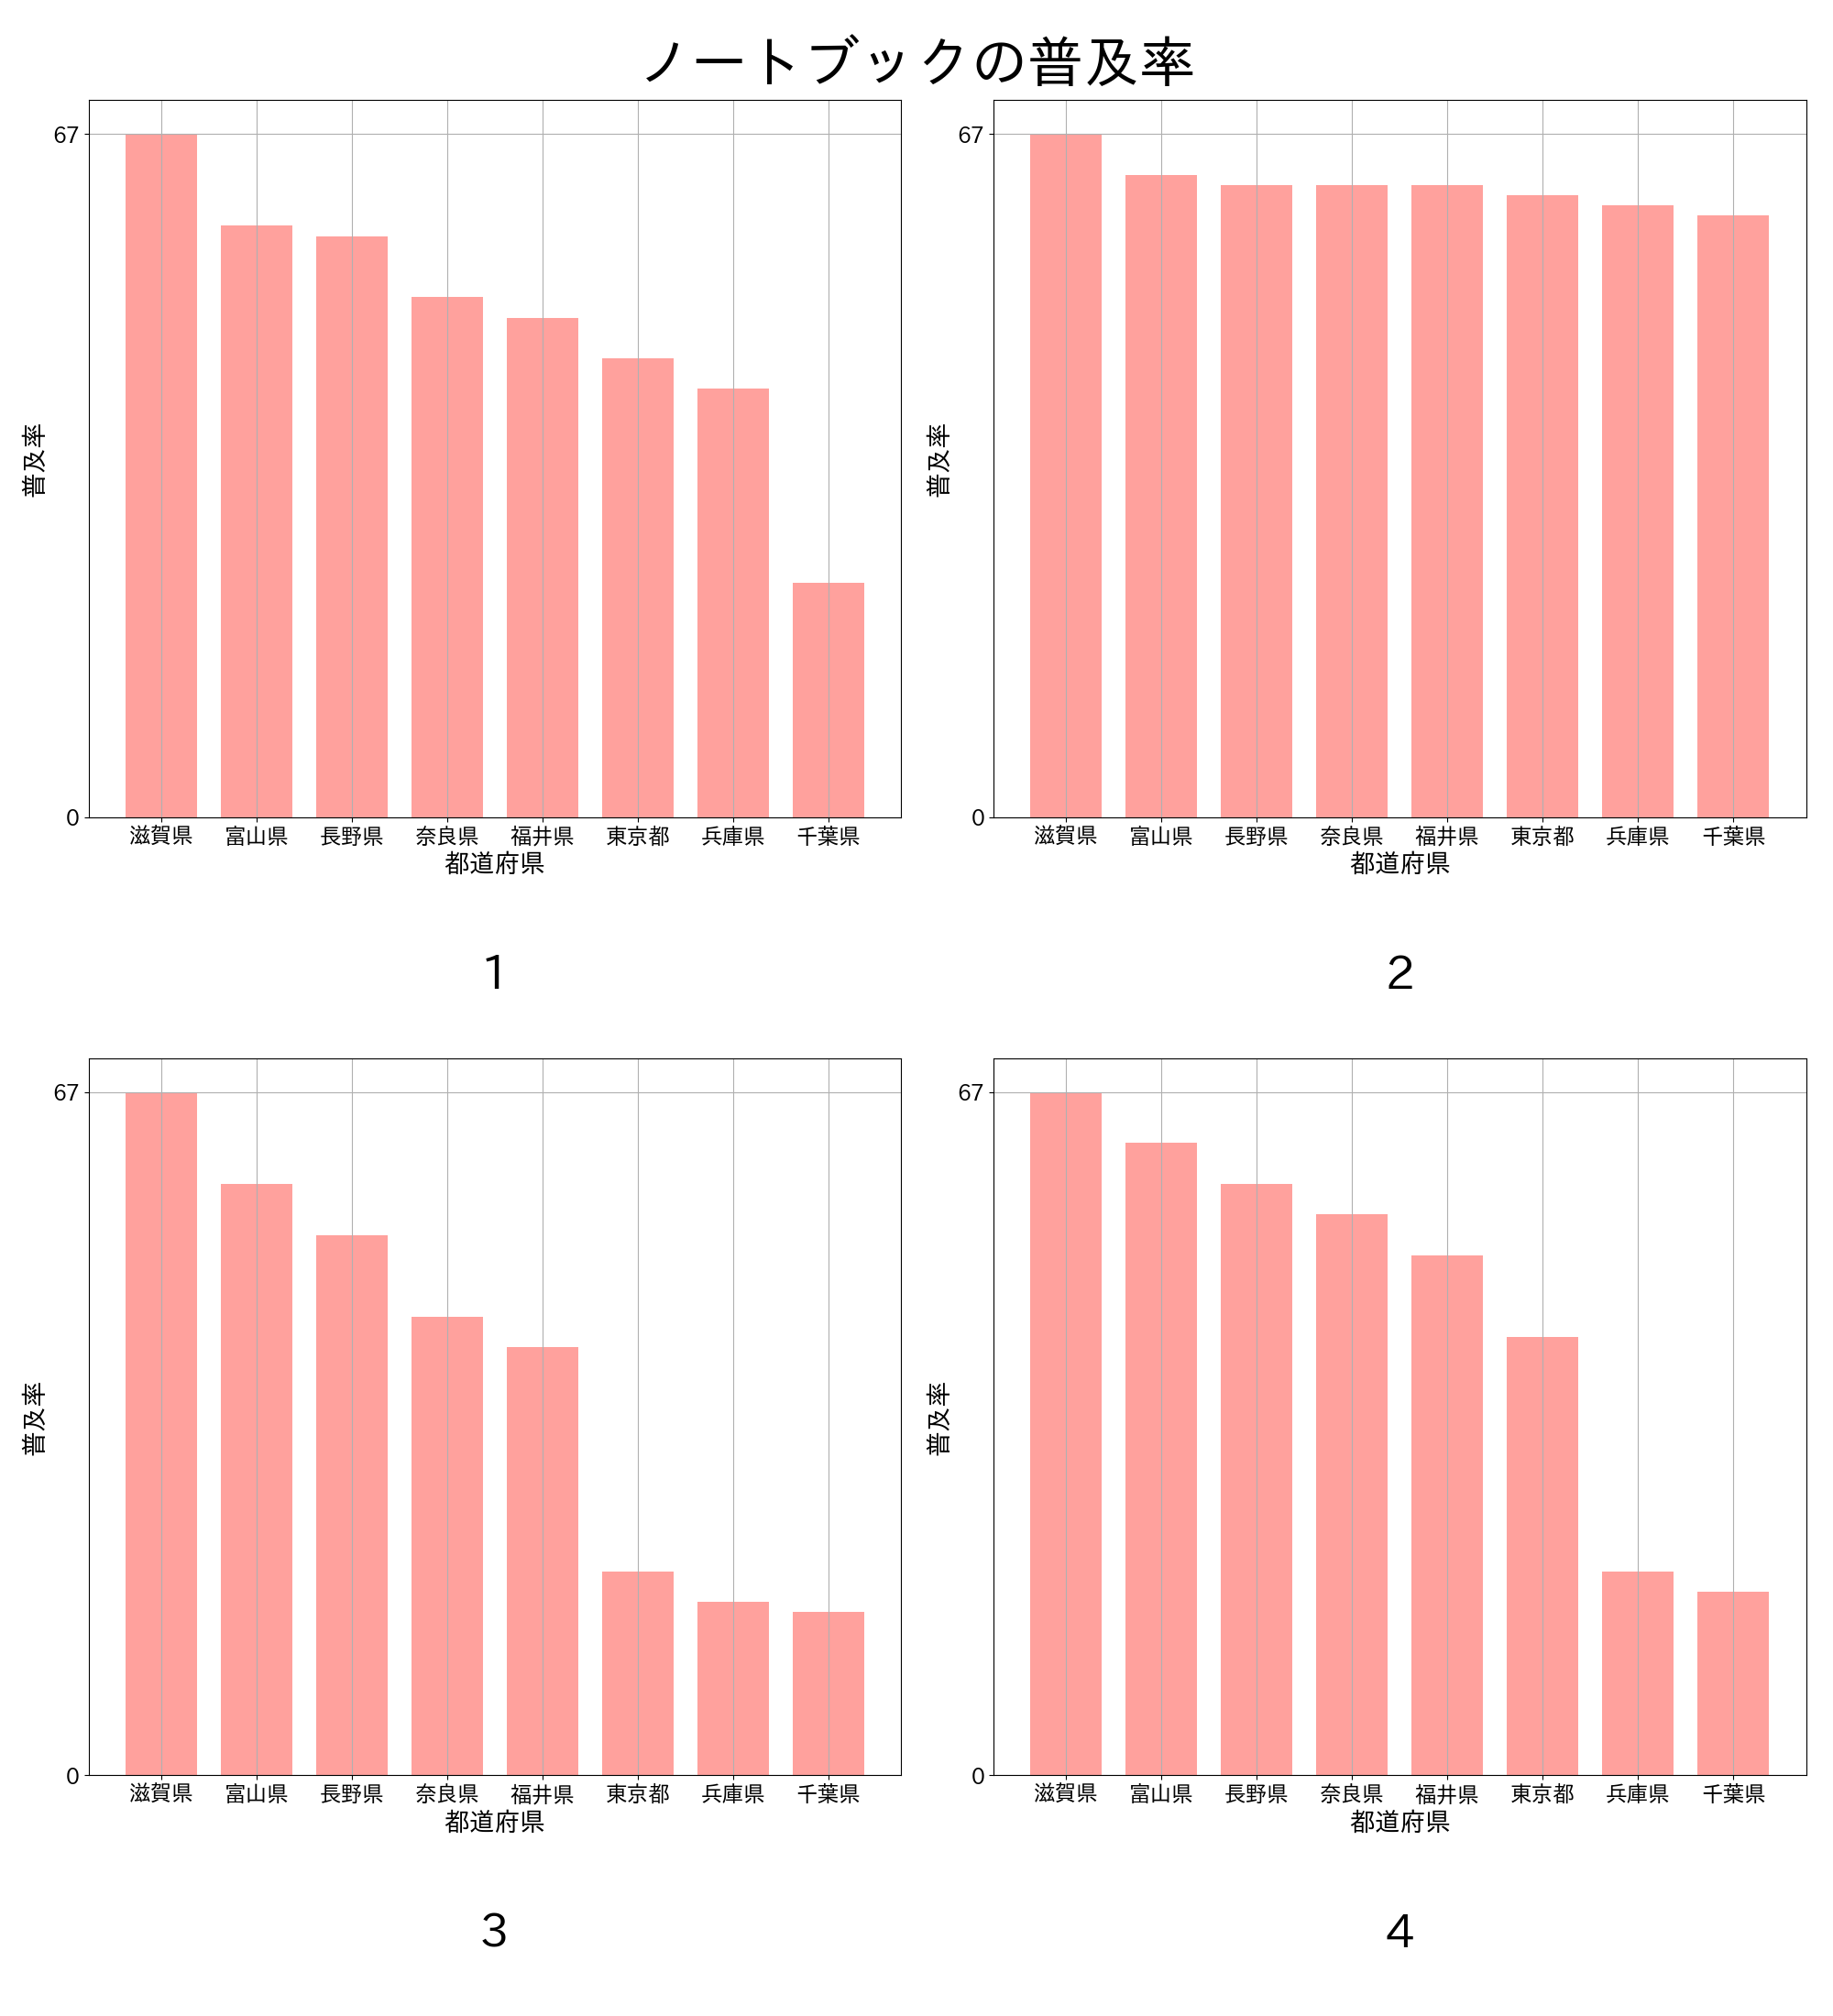 ノートブックの普及率
67
0
普及率
滋賀県 富山県 長野県 奈良県 福井県 東京都 兵庫県 千葉県
都道府県
1
67
0
普及率
滋賀県 富山県 長野県 奈良県 福井県 東京都 兵庫県 千葉県
都道府県
2
67
0
普及率
滋賀県 富山県 長野県 奈良県 福井県 東京都 兵庫県 千葉県
都道府県
3
67
0
普及率
滋賀県 富山県 長野県 奈良県 福井県 東京都 兵庫県 千葉県
都道府県
4